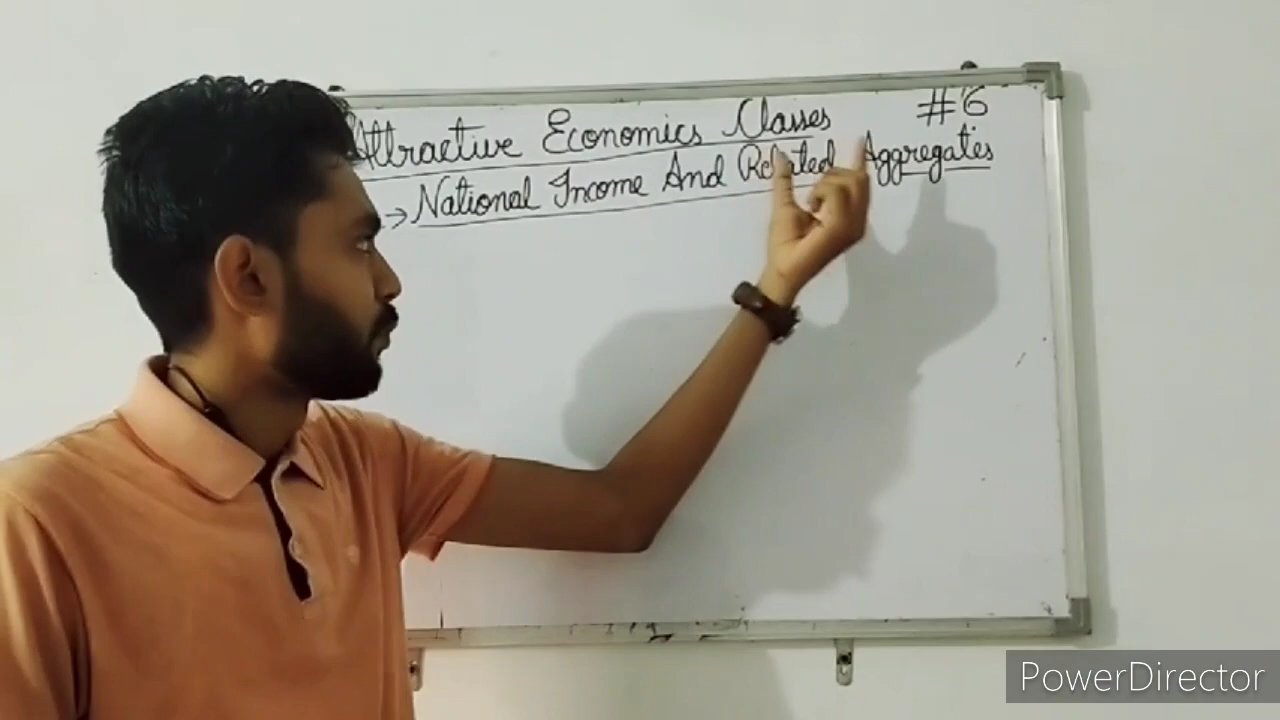 Attractive Economics Classes #6
→ National Income And Related Aggregates
PowerDirector